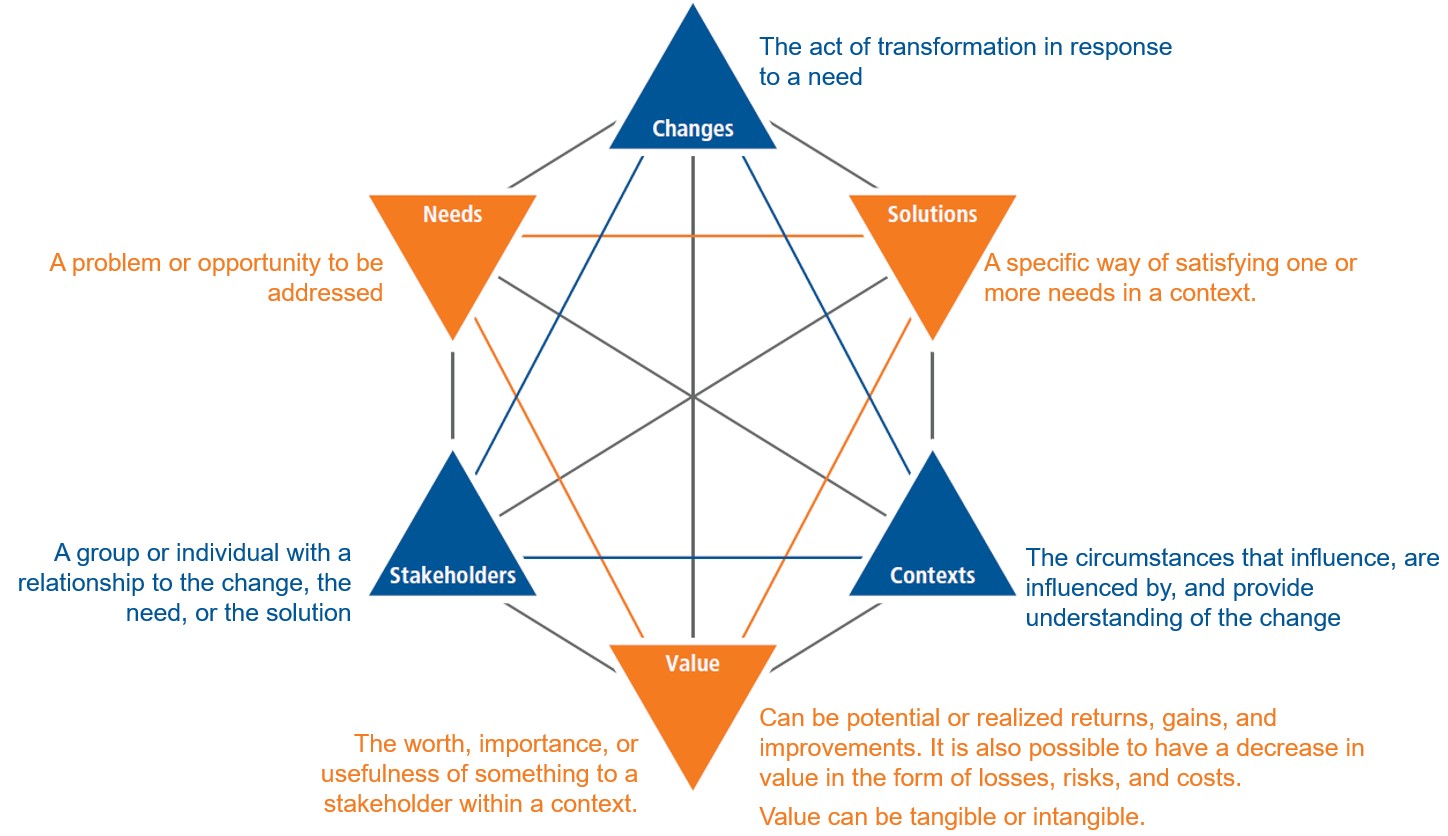 The act of transformation in response
to a need
Changes
Needs
Solutions
A problem or opportunity to be
addressed
A specific way of satisfying one or
more needs in a context.
A group or individual with a
relationship to the change, the
need, or the solution
Stakeholders
Contexts
The circumstances that influence, are
influenced by, and provide
understanding of the change
Value
The worth, importance, or
usefulness of something to a
stakeholder within a context.
Can be potential or realized returns, gains, and
improvements. It is also possible to have a decrease in
value in the form of losses, risks, and costs.
Value can be tangible or intangible.